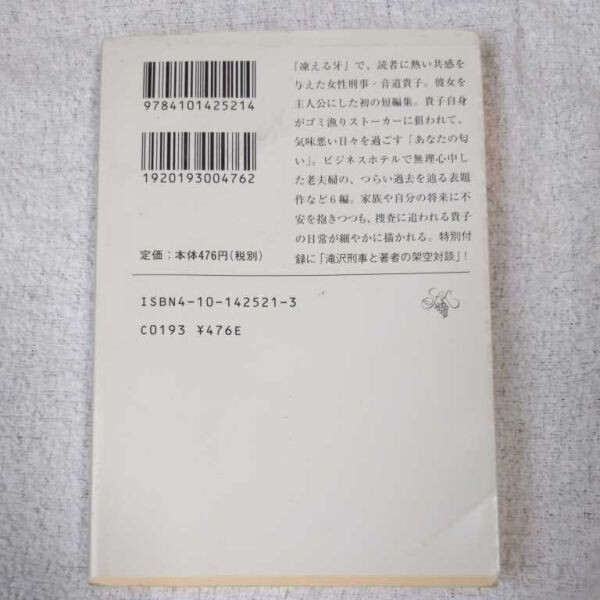 9784101425214
1920193004762
定価：本体476円(税別)
ISBN4-10-142521-3
C0193 ¥476E
『凍える牙』で、読者に熱い共感を
与えた女性刑事・音道貴子。彼女を
主人公にした初の短編集。貴子自身
がゴミ漁りストーカーに狙われて、
気味悪い日々を過ごす「あなたの匂
い」。ビジネスホテルで無理心中し
た老夫婦の、つらい過去を辿る表題
作など6編。家族や自分の将来に不
安を抱きつつも、捜査に追われる貴子
の日常が細やかに描かれる。特別付
録に「滝沢刑事と著者の架空対談」！